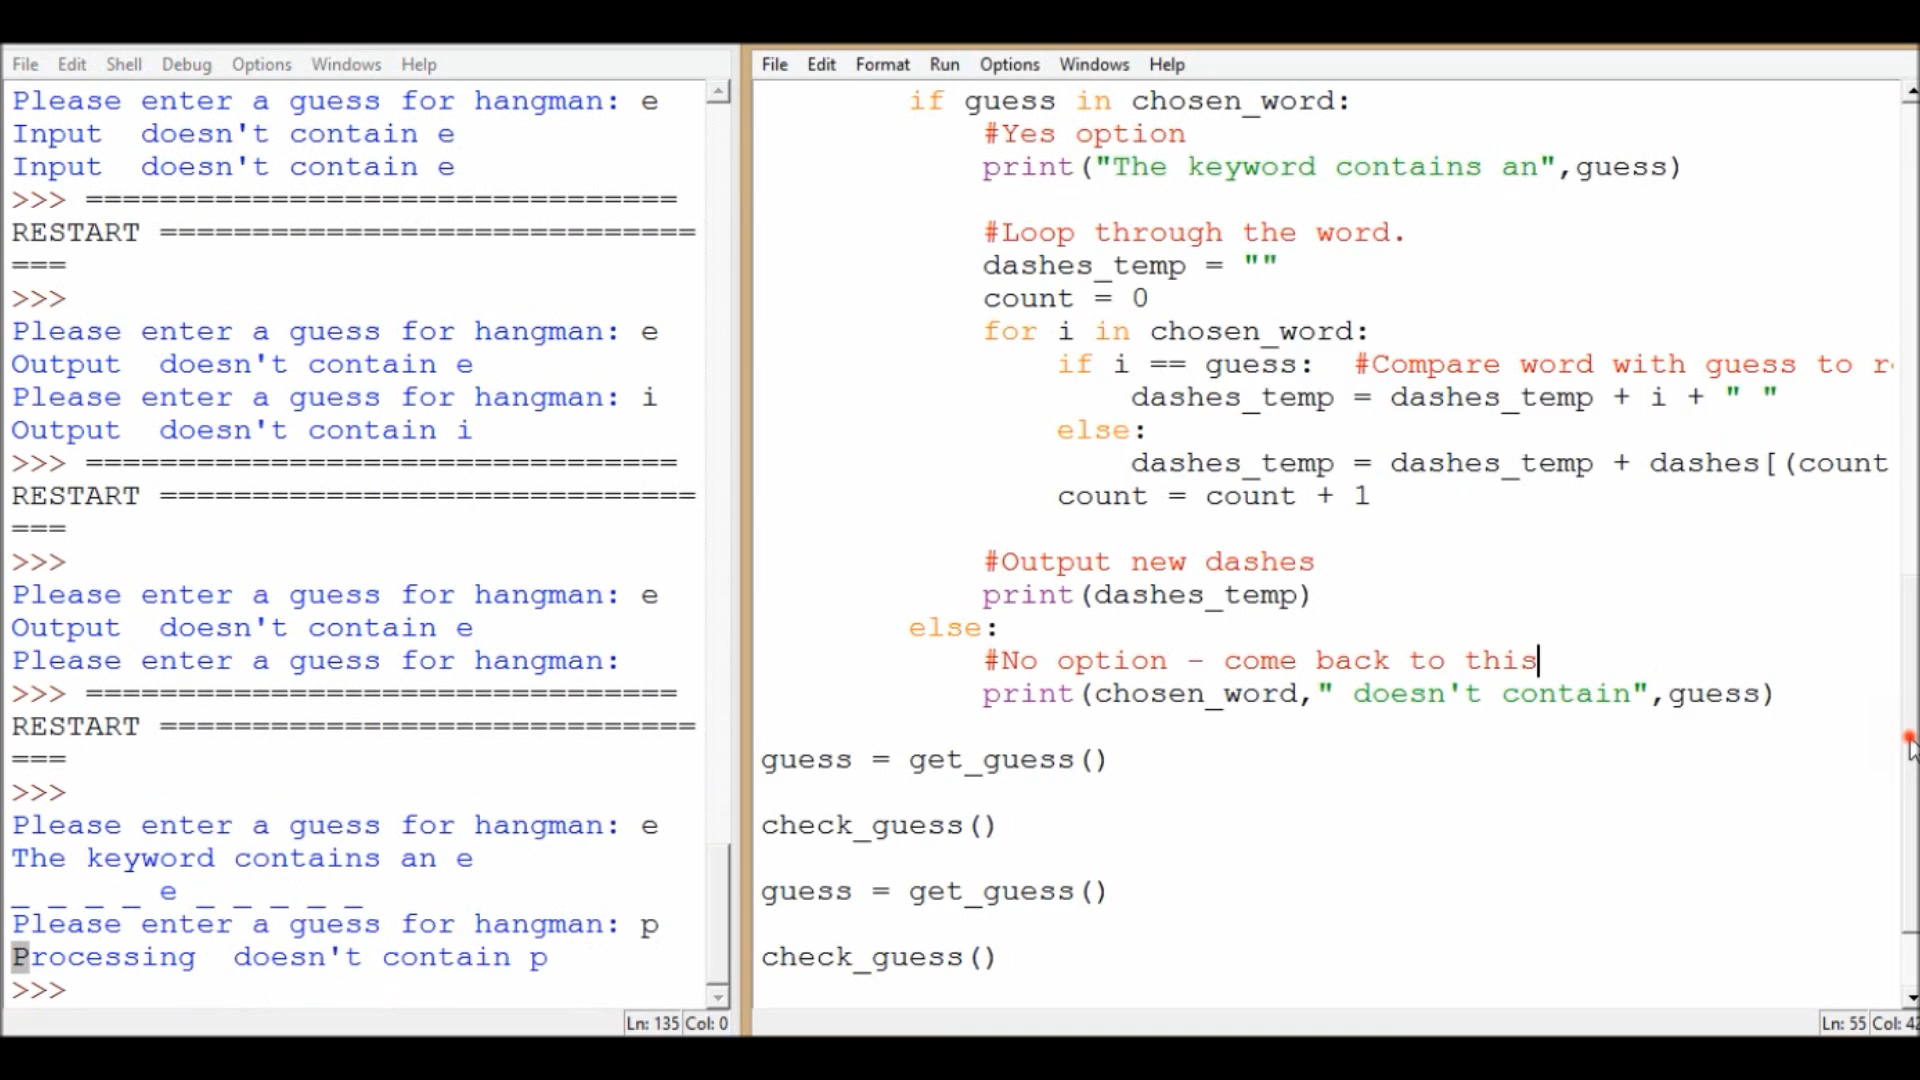 File Edit Shell Debug Options Windows Help
Please enter a guess for hangman: e
Input  doesn't contain e
Input  doesn't contain e
>>> ================================
RESTART =============================
===
>>>
Please enter a guess for hangman: e
Output  doesn't contain e
Please enter a guess for hangman: i
Output  doesn't contain i
>>> ================================
RESTART =============================
===
>>>
Please enter a guess for hangman: e
Output  doesn't contain e
Please enter a guess for hangman:
>>> ================================
RESTART =============================
===
>>>
Please enter a guess for hangman: e
The keyword contains an e
_ _ _ _ e _ _ _ _ _
Please enter a guess for hangman: p
Processing  doesn't contain p
>>>
Ln: 135 Col: 0
File Edit Format Run Options Windows Help
if guess in chosen_word:
#Yes option
print("The keyword contains an",guess)
#Loop through the word.
dashes_temp = ""
count = 0
for i in chosen_word:
if i == guess:  #Compare word with guess to
dashes_temp = dashes_temp + i + " "
else:
dashes_temp = dashes_temp + dashes[(count
count = count + 1
#Output new dashes
print(dashes_temp)
else:
#No option - come back to this
print(chosen_word," doesn't contain",guess)
guess = get_guess()
check_guess()
guess = get_guess()
check_guess()
Ln: 55 Col: 42